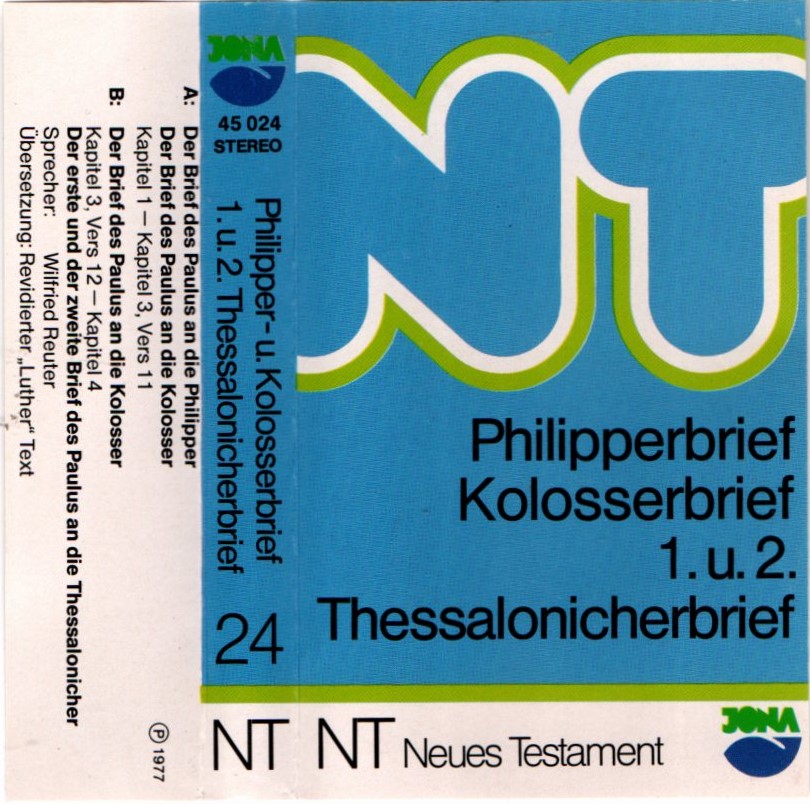 A: Der Brief des Paulus an die Philipper
Der Brief des Paulus an die Kolosser
Kapitel 1 – Kapitel 3, Vers 11
B: Der Brief des Paulus an die Kolosser
Kapitel 3, Vers 12 – Kapitel 4
Der erste und der zweite Brief des Paulus an die Thessalonicher
Sprecher: Wilfried Reuter
Übersetzung: Revidierter „Luther“ Text
Ⓟ 1977
JONA
45 024
STEREO
Philipper- u. Kolosserbrief
1. u. 2. Thessalonicherbrief
24
NT
NT
Philipperbrief
Kolosserbrief
1. u. 2.
Thessalonicherbrief
NT Neues Testament
JONA